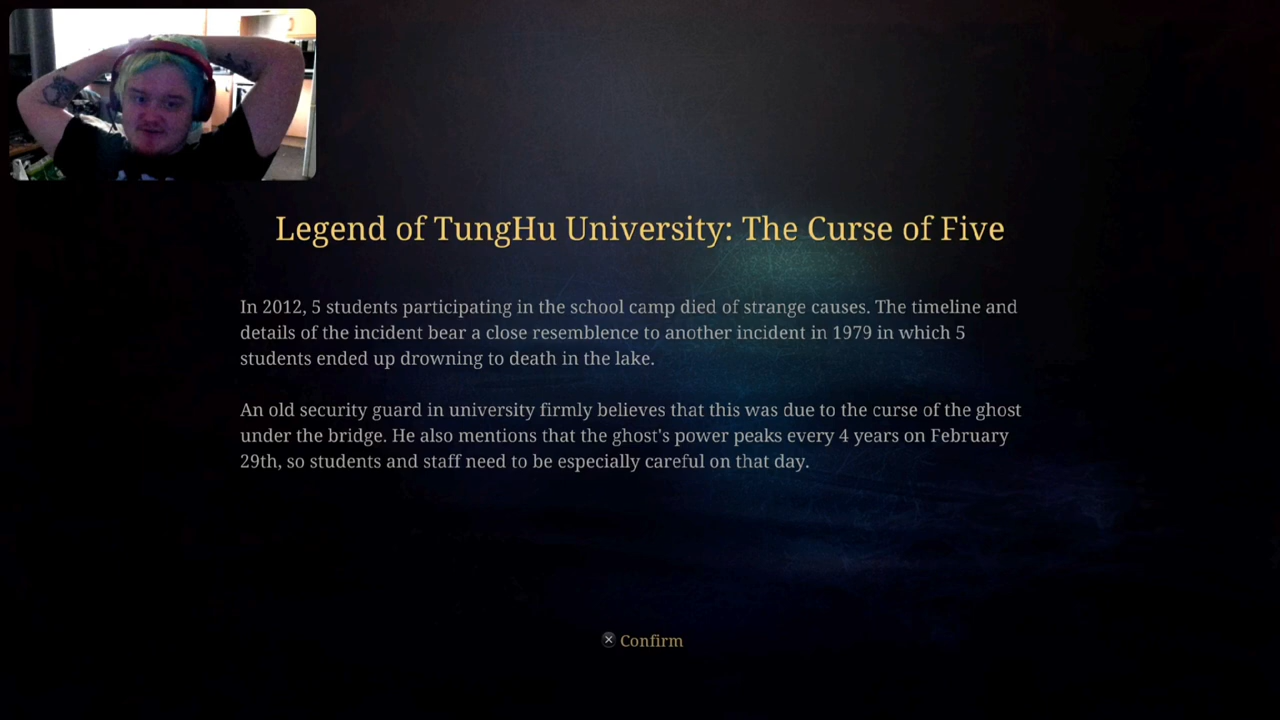 Legend of TungHu University: The Curse of Five
In 2012, 5 students participating in the school camp died of strange causes. The timeline and
details of the incident bear a close resemblence to another incident in 1979 in which 5
students ended up drowning to death in the lake.
An old security guard in university firmly believes that this was due to the curse of the ghost
under the bridge. He also mentions that the ghost's power peaks every 4 years on February
29th, so students and staff need to be especially careful on that day.
Confirm